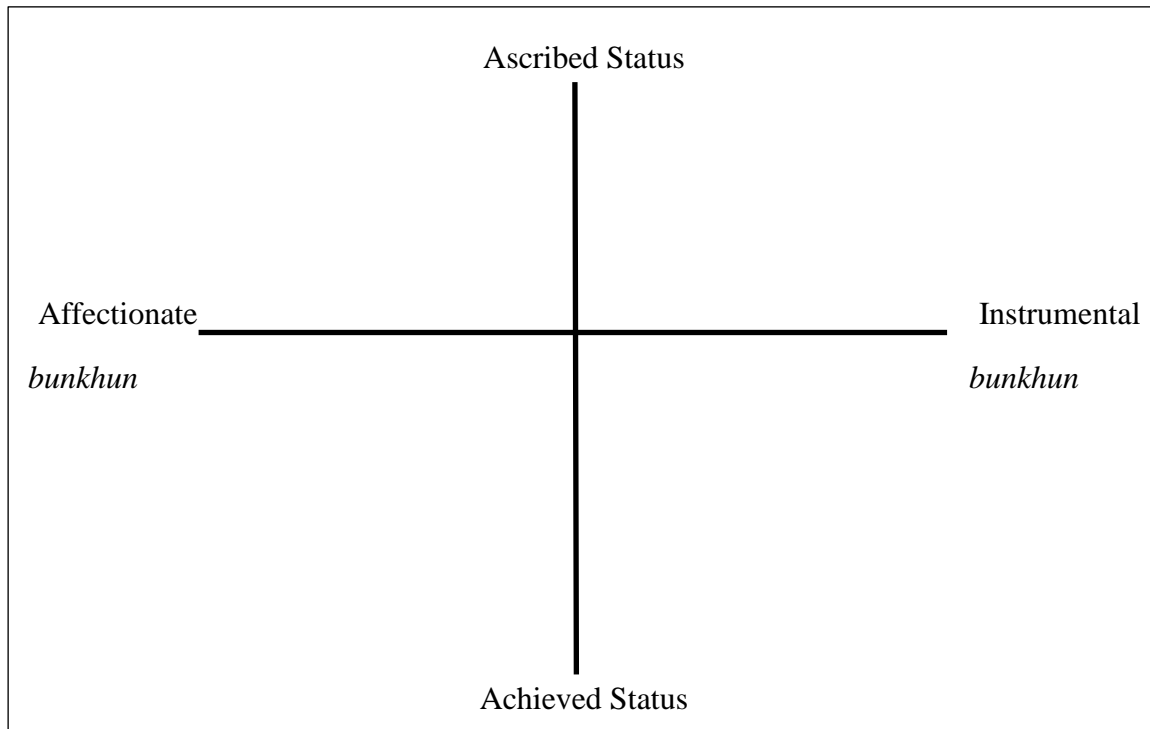 Ascribed Status
Affectionate
bunkhun
Instrumental
bunkhun
Achieved Status